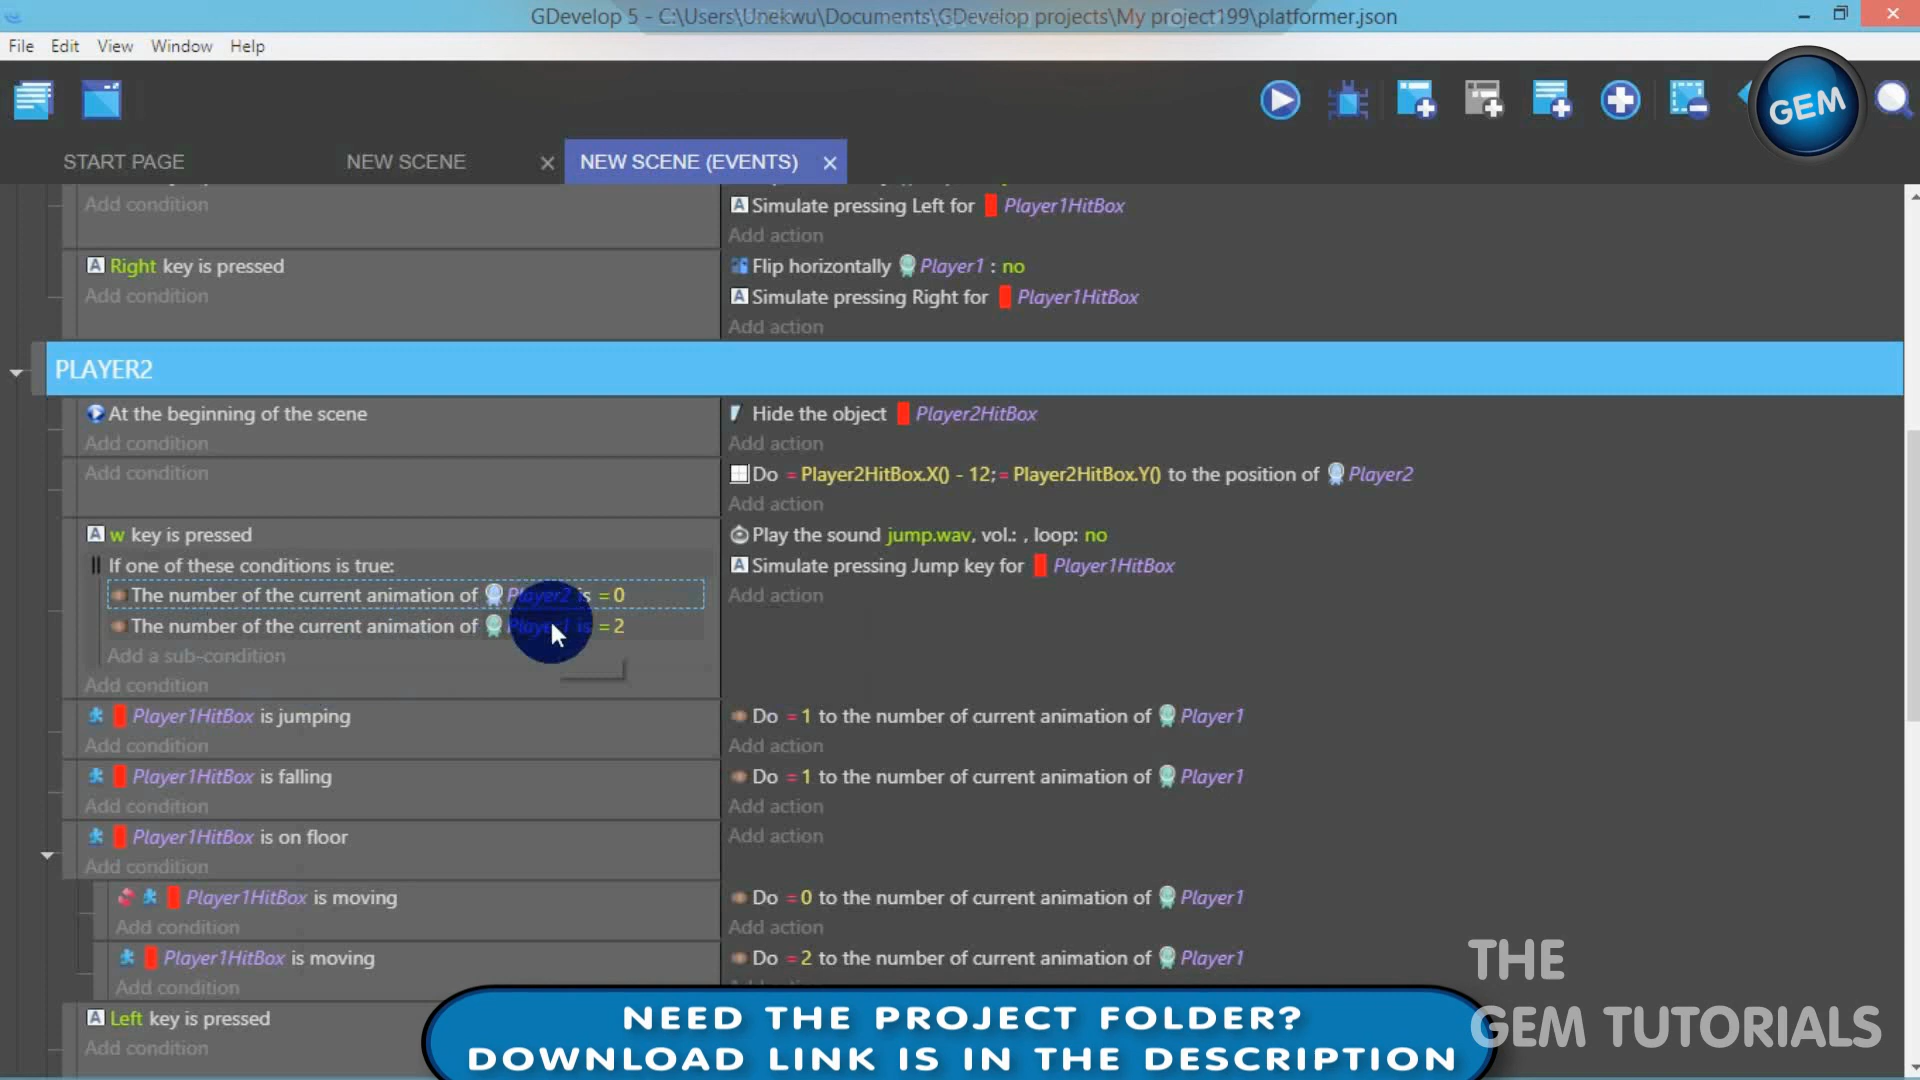 GDevelop 5 - C:\Users\Unekwu\Documents\GDevelop projects\My project199\platformer.json
File Edit View Window Help
GEM
START PAGE NEW SCENE NEW SCENE (EVENTS)
Add condition
Simulate pressing Left for Player1HitBox
Add action
Right key is pressed
Add condition
Flip horizontally Player1 : no
Simulate pressing Right for Player1HitBox
Add action
PLAYER2
At the beginning of the scene
Add condition
Hide the object Player2HitBox
Add action
Add condition
Do = Player2HitBox.X() - 12; = Player2HitBox.Y() to the position of Player2
Add action
w key is pressed
If one of these conditions is true:
The number of the current animation of Player2 is = 0
The number of the current animation of Player1 is = 2
Add a sub-condition
Add condition
Play the sound jump.wav, vol.: , loop: no
Simulate pressing Jump key for Player1HitBox
Add action
Player1HitBox is jumping
Add condition
Do = 1 to the number of current animation of Player1
Add action
Player1HitBox is falling
Add condition
Do = 1 to the number of current animation of Player1
Add action
Player1HitBox is on floor
Add condition
Add action
Player1HitBox is moving
Add condition
Do = 0 to the number of current animation of Player1
Add action
Player1HitBox is moving
Add condition
Do = 2 to the number of current animation of Player1
Left key is pressed
Add condition
THE
GEM TUTORIALS
NEED THE PROJECT FOLDER?
DOWNLOAD LINK IS IN THE DESCRIPTION